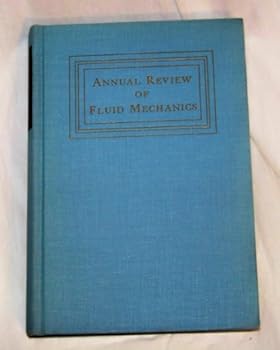 ANNUAL REVIEW
OF
FLUID MECHANICS